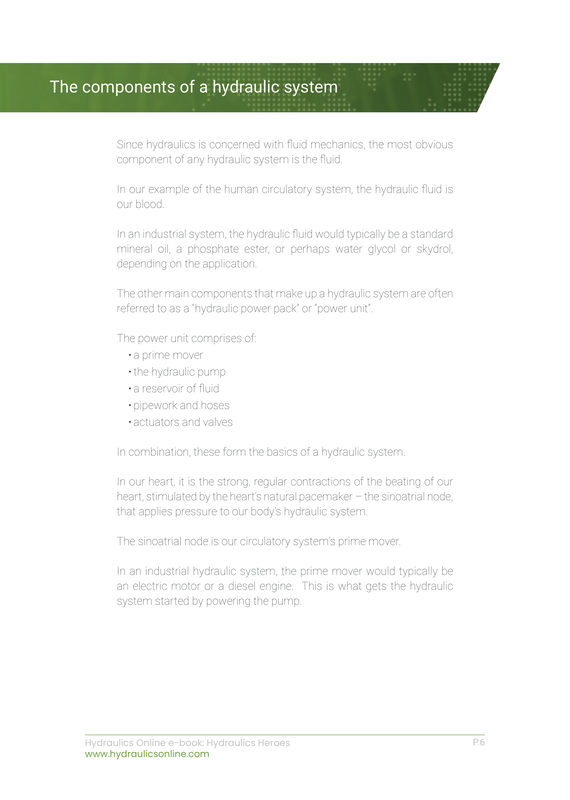 The components of a hydraulic system
Since hydraulics is concerned with fluid mechanics, the most obvious
component of any hydraulic system is the fluid.
In our example of the human circulatory system, the hydraulic fluid is
our blood.
In an industrial system, the hydraulic fluid would typically be a standard
mineral oil, a phosphate ester, or perhaps water glycol or skydrol,
depending on the application.
The other main components that make up a hydraulic system are often
referred to as a "hydraulic power pack" or "power unit".
The power unit comprises of:
• a prime mover
• the hydraulic pump
• a reservoir of fluid
• pipework and hoses
• actuators and valves
In combination, these form the basics of a hydraulic system.
In our heart, it is the strong, regular contractions of the beating of our
heart, stimulated by the heart's natural pacemaker – the sinoatrial node,
that applies pressure to our body's hydraulic system.
The sinoatrial node is our circulatory system's prime mover.
In an industrial hydraulic system, the prime mover would typically be
an electric motor or a diesel engine. This is what gets the hydraulic
system started by powering the pump.
Hydraulics Online e-book: Hydraulics Heroes
www.hydraulicsonline.com
P.6